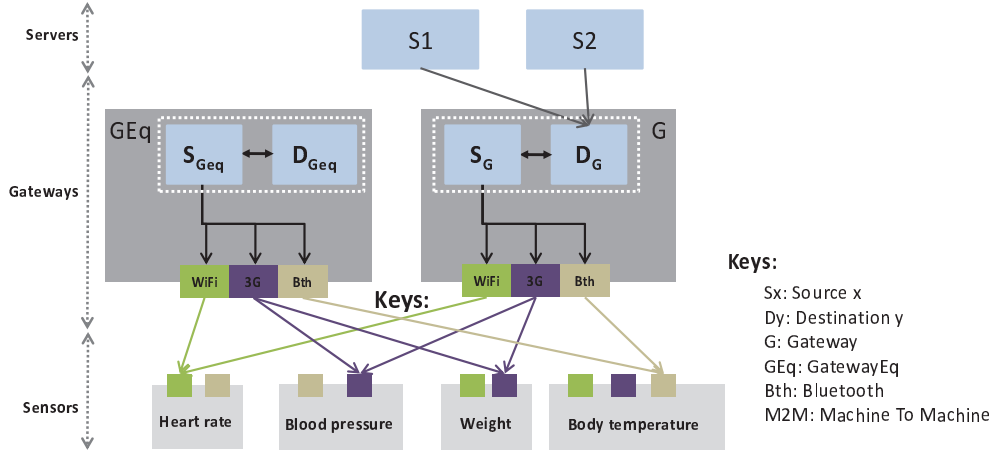 Servers
S1
S2
Gateways
GEq
SGeq
DGeq
SG
DG
G
WiFi
3G
Bth
WiFi
3G
Bth
Keys:
Keys:
Sx: Source x
Dy: Destination y
G: Gateway
GEq: GatewayEq
Bth: Bluetooth
M2M: Machine To Machine
Sensors
Heart rate
Blood pressure
Weight
Body temperature